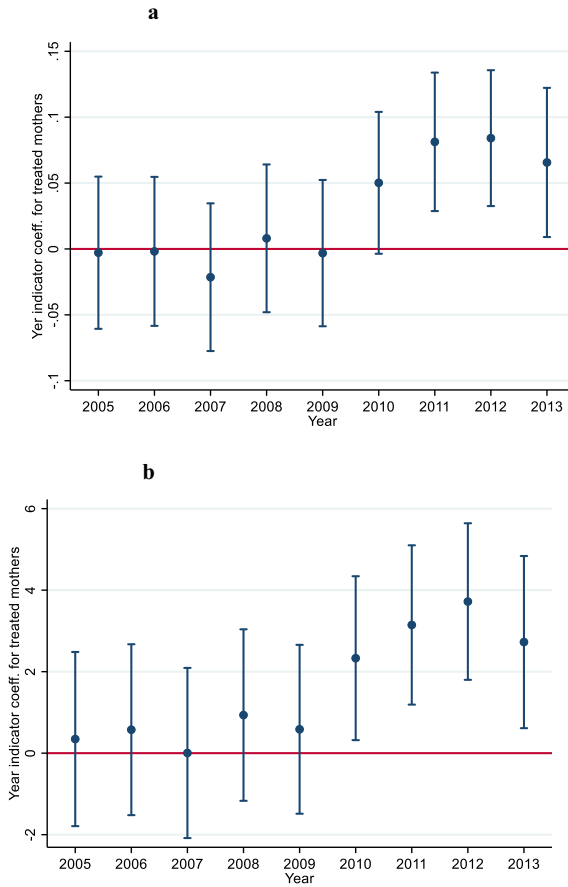 a
Yer indicator coeff. for treated mothers
.15
.1
.05
0
-.05
-.1
2005 2006 2007 2008 2009 2010 2011 2012 2013
Year
b
Year indicator coeff. for treated mothers
6
4
2
0
-2
2005 2006 2007 2008 2009 2010 2011 2012 2013
Year